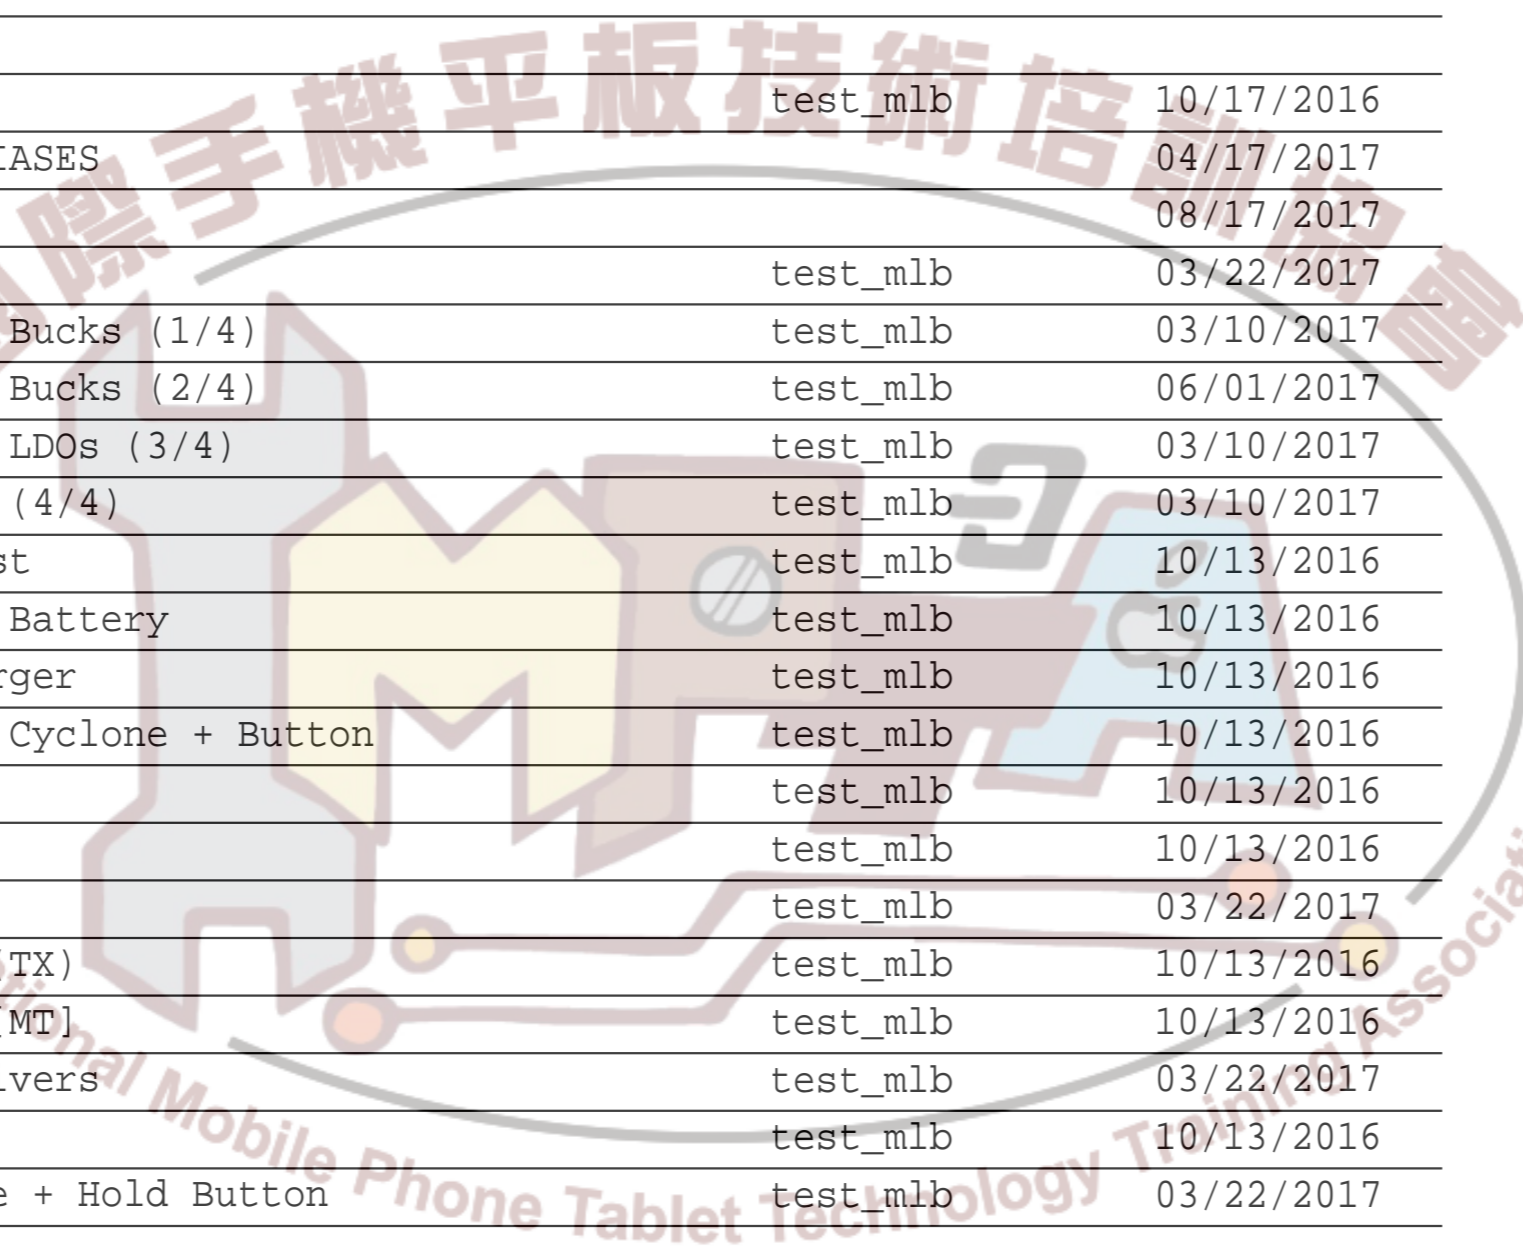 際手機平板技術培訓協會
test_mlb 10/17/2016
IASES 04/17/2017
08/17/2017
test_mlb 03/22/2017
Bucks (1/4) test_mlb 03/10/2017
Bucks (2/4) test_mlb 06/01/2017
LDOs (3/4) test_mlb 03/10/2017
(4/4) test_mlb 03/10/2017
st test_mlb 10/13/2016
Battery test_mlb 10/13/2016
rger test_mlb 10/13/2016
Cyclone + Button test_mlb 10/13/2016
test_mlb 10/13/2016
test_mlb 10/13/2016
test_mlb 03/22/2017
(TX) test_mlb 10/13/2016
[MT] test_mlb 10/13/2016
ivers test_mlb 03/22/2017
test_mlb 10/13/2016
e + Hold Button test_mlb 03/22/2017
tional Mobile Phone Tablet Technology Training Associati